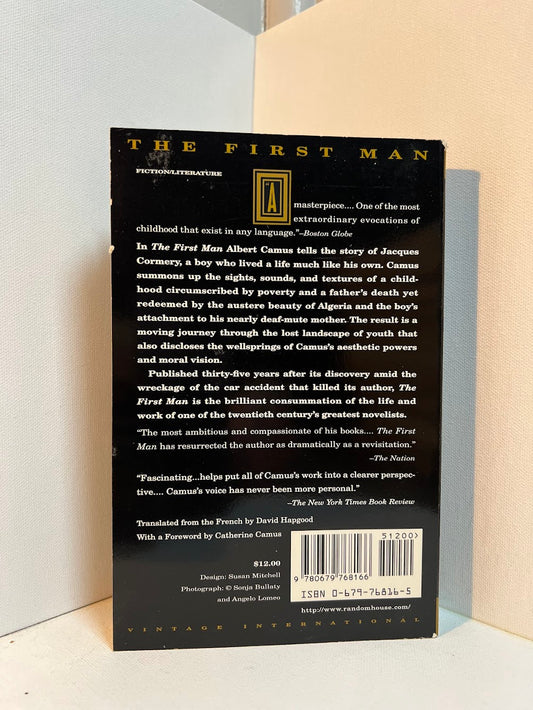 THE FIRST MAN
FICTION/LITERATURE
"A
masterpiece.... One of the most
extraordinary evocations of
childhood that exist in any language."–Boston Globe
In The First Man Albert Camus tells the story of Jacques
Cormery, a boy who lived a life much like his own. Camus
summons up the sights, sounds, and textures of a child-
hood circumscribed by poverty and a father's death yet
redeemed by the austere beauty of Algeria and the boy's
attachment to his nearly deaf-mute mother. The result is a
moving journey through the lost landscape of youth that
also discloses the wellsprings of Camus's aesthetic powers
and moral vision.
Published thirty-five years after its discovery amid the
wreckage of the car accident that killed its author, The
First Man is the brilliant consummation of the life and
work of one of the twentieth century's greatest novelists.
"The most ambitious and compassionate of his books.... The First
Man has resurrected the author as dramatically as a revisitation."
–The Nation
"Fascinating...helps put all of Camus's work into a clearer perspec-
tive.... Camus's voice has never been more personal."
–The New York Times Book Review
Translated from the French by David Hapgood
With a Foreword by Catherine Camus
$12.00
Design: Susan Mitchell
Photograph: © Sonja Bullaty
and Angelo Lomeo
51200>
9 780679 768166
ISBN 0-679-76816-5
http://www.randomhouse.com/
VINTAGE INTERNATIONAL